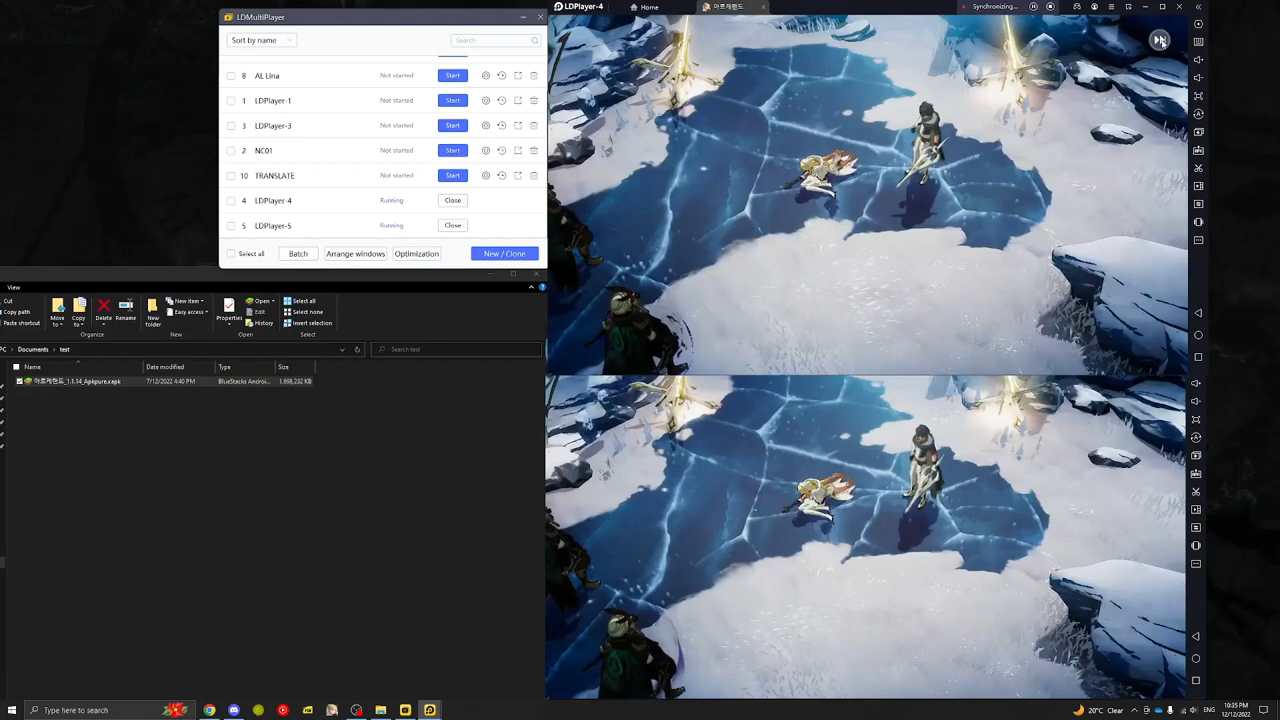 LDMultiPlayer
Sort by name
Search
8 AL Lina Not started Start
1 LDPlayer-1 Not started Start
3 LDPlayer-3 Not started Start
2 NC01 Not started Start
10 TRANSLATE Not started Start
4 LDPlayer-4 Running Close
5 LDPlayer-5 Running Close
Select all Batch Arrange windows Optimization New / Clone
LDPlayer-4 Home 아르케랜드 Synchronizing...
View
Cut
Copy path
Paste shortcut
Move to
Copy to
Delete
Rename
Organize
New folder
New item
Easy access
New
Properties
Open
Edit
History
Open
Select all
Select none
Invert selection
Select
PC Documents test
Search test
Name Date modified Type Size
아르케랜드_1.1.14_Apkpure.xapk 7/12/2022 4:40 PM BlueStacks Androi... 1,698,232 KB
Type here to search
20°C Clear
ENG
10:35 PM
12/12/2022